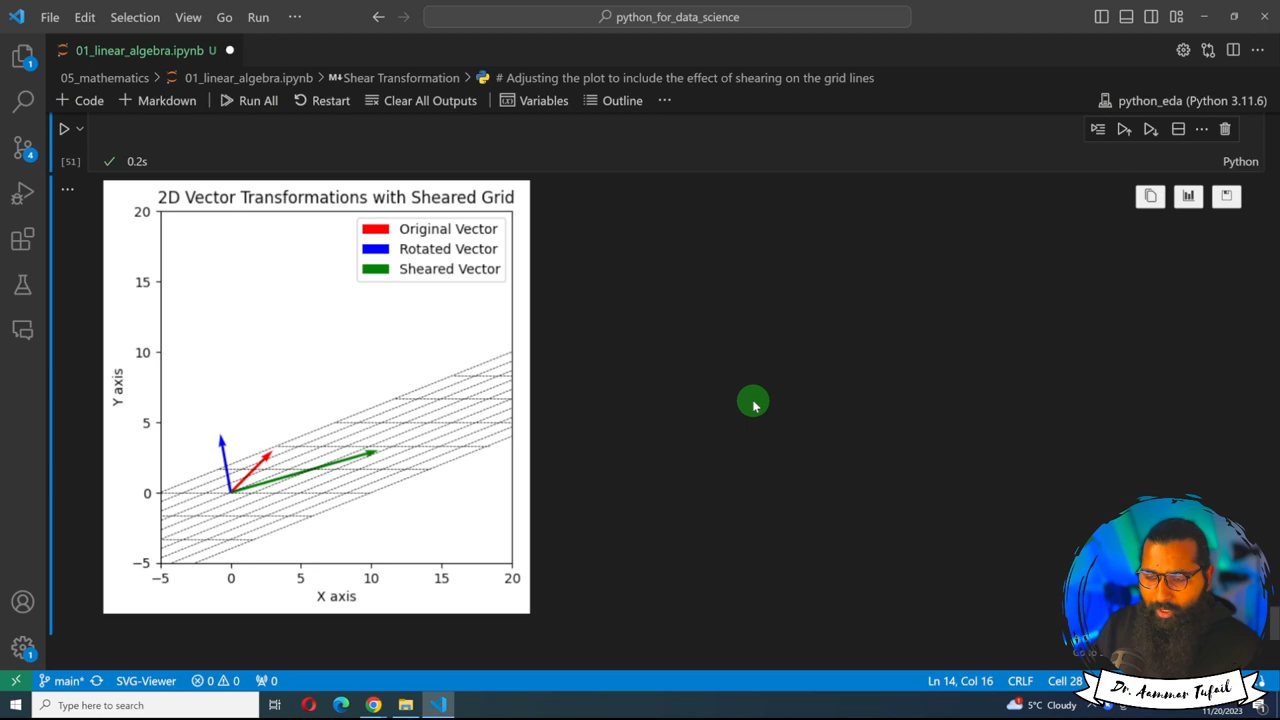 File Edit Selection View Go Run ··· python_for_data_science
01_linear_algebra.ipynb U
05_mathematics > 01_linear_algebra.ipynb > M↓Shear Transformation > # Adjusting the plot to include the effect of shearing on the grid lines
+ Code + Markdown Run All Restart Clear All Outputs Variables Outline ··· python_eda (Python 3.11.6)
[51] 0.2s Python
2D Vector Transformations with Sheared Grid
Original Vector
Rotated Vector
Sheared Vector
20
15
10
5
0
−5
Y axis
−5 0 5 10 15 20
X axis
1
4
1
Dr. Aammar Tufail
main* SVG-Viewer 0 0 0 Ln 14, Col 16 CRLF Cell 28
Type here to search 5°C Cloudy
11/20/2023